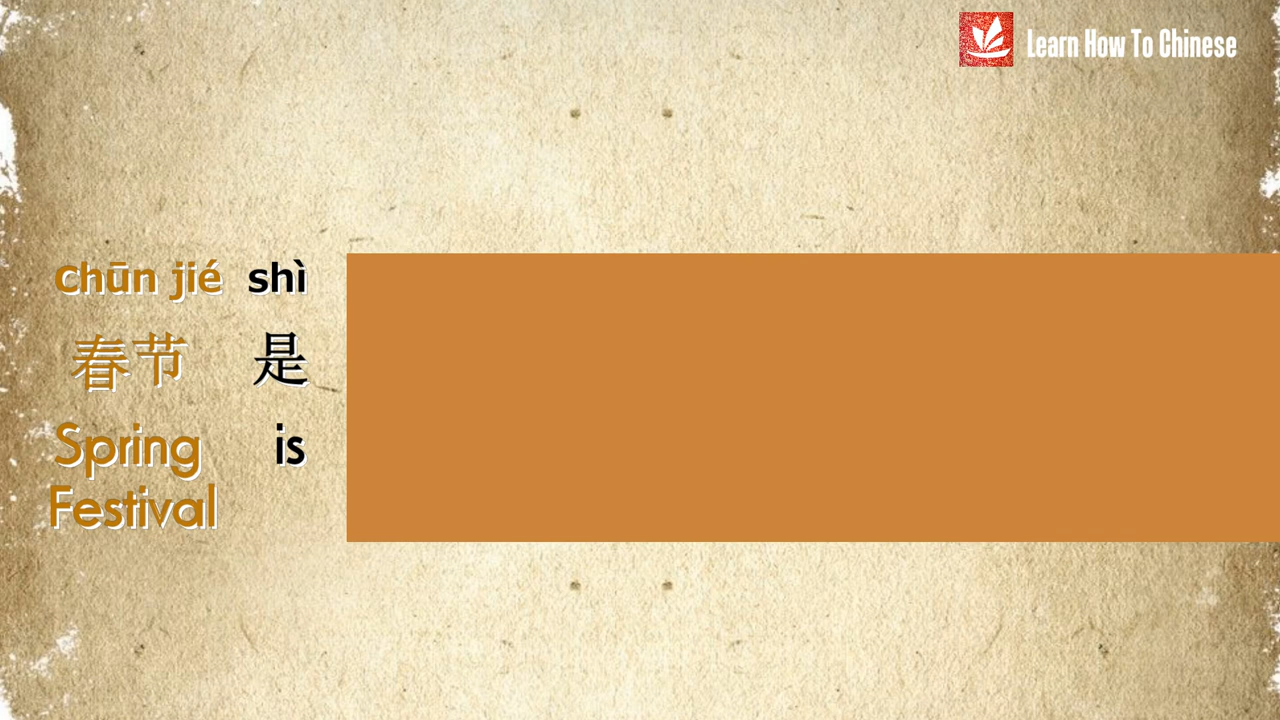 Learn How To Chinese
chūn jié shì
春节 是
Spring is
Festival